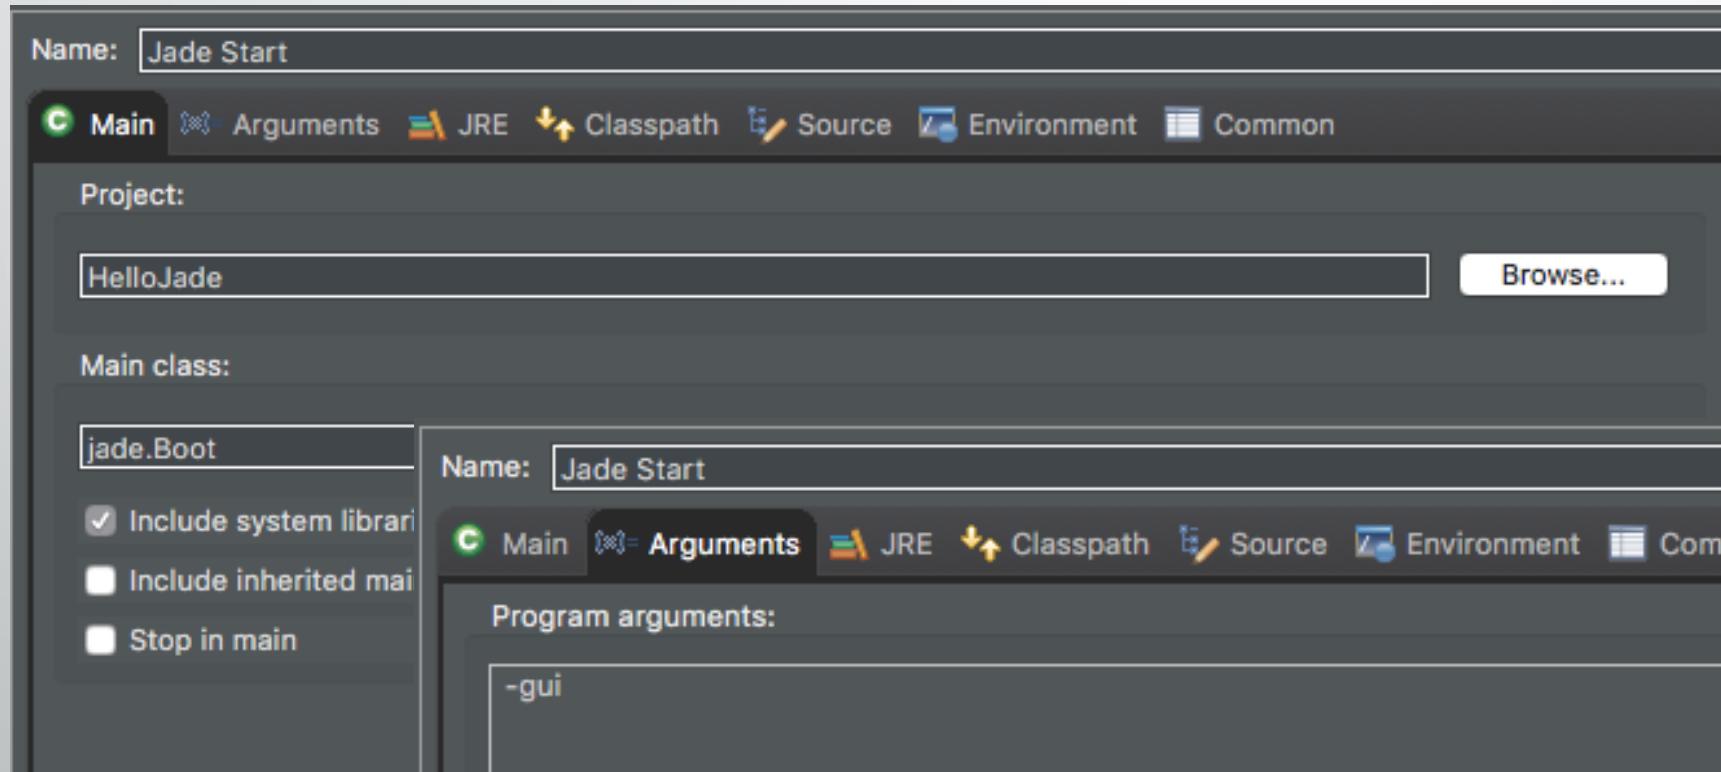 Name: Jade Start
Main Arguments JRE Classpath Source Environment Common
Project:
HelloJade Browse...
Main class:
jade.Boot
Include system librari
Include inherited mai
Stop in main
Name: Jade Start
Main Arguments JRE Classpath Source Environment Com
Program arguments:
-gui